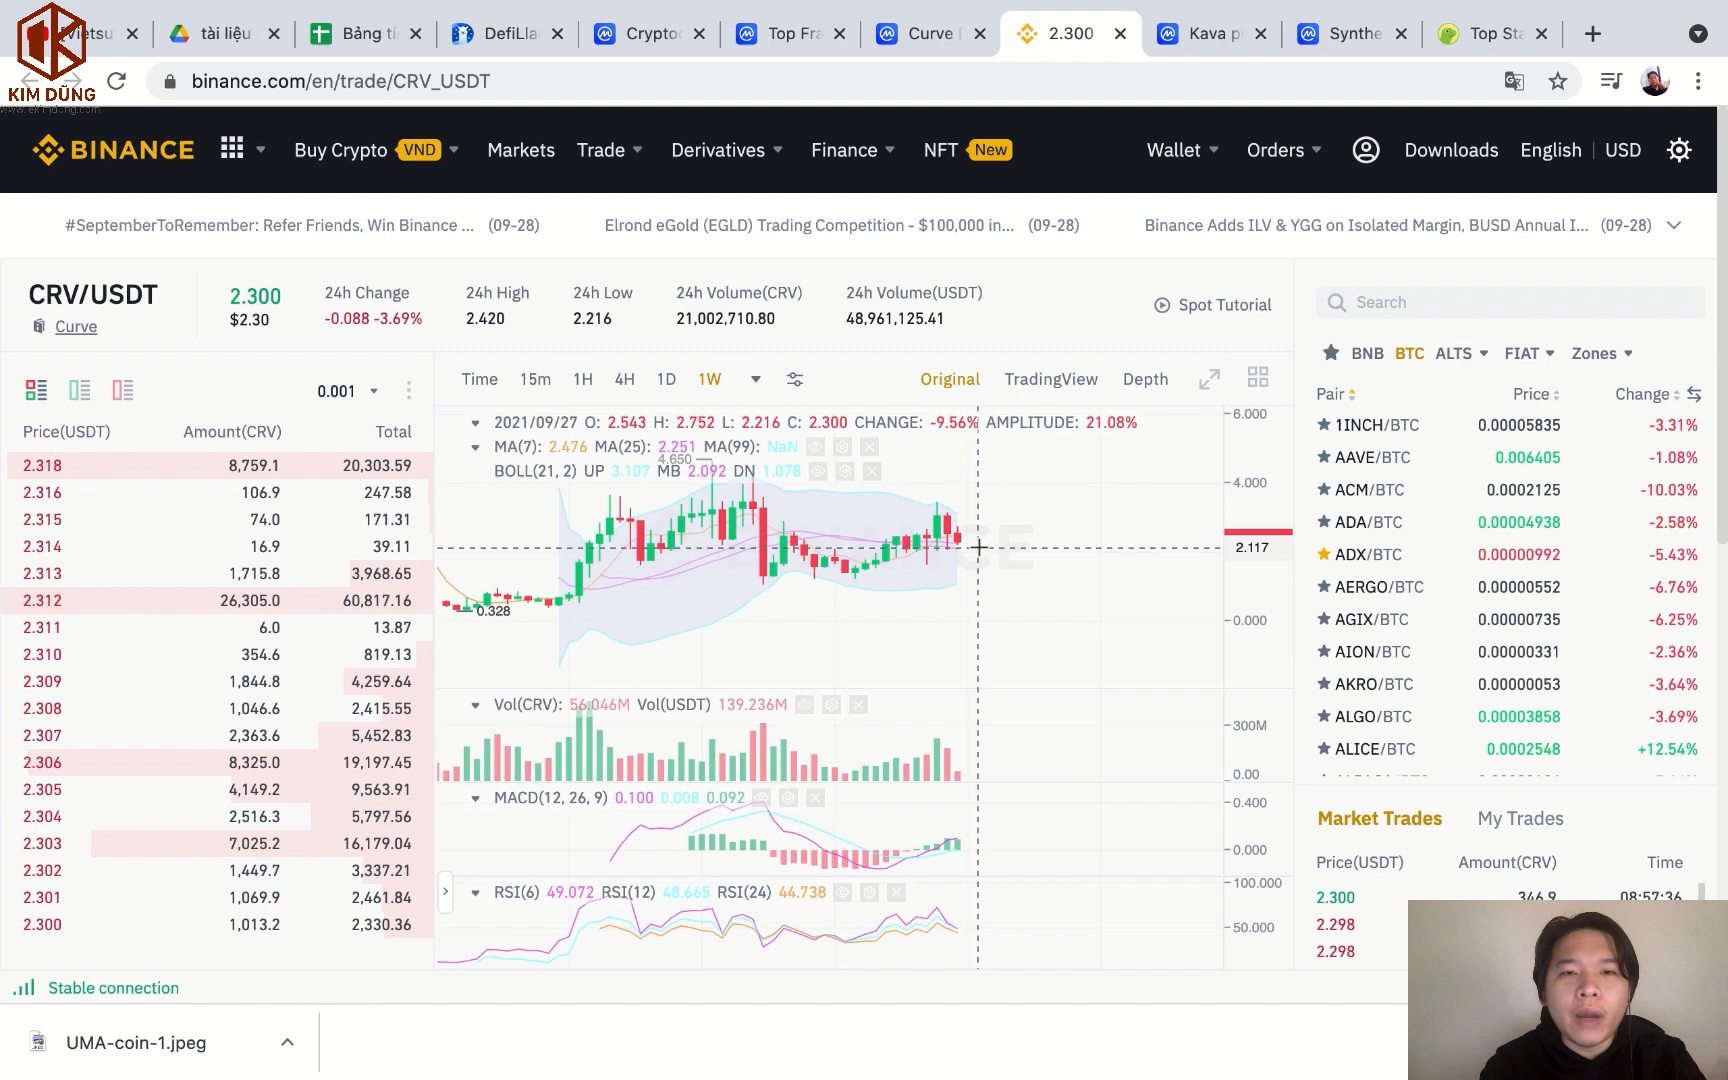 KIM DŨNG
www.ekimdung.com
tài liệu
Bảng tí
DefiLla
Crypto
Top Fra
Curve
2.300
Kava p
Synthe
Top Sta
binance.com/en/trade/CRV_USDT
BINANCE
Buy Crypto VND
Markets
Trade
Derivatives
Finance
NFT New
Wallet
Orders
Downloads
English
USD
#SeptemberToRemember: Refer Friends, Win Binance ... (09-28)
Elrond eGold (EGLD) Trading Competition - $100,000 in... (09-28)
Binance Adds ILV & YGG on Isolated Margin, BUSD Annual I... (09-28)
CRV/USDT
Curve
2.300
$2.30
24h Change
-0.088 -3.69%
24h High
2.420
24h Low
2.216
24h Volume(CRV)
21,002,710.80
24h Volume(USDT)
48,961,125.41
Spot Tutorial
0.001
Price(USDT) Amount(CRV) Total
2.318 8,759.1 20,303.59
2.316 106.9 247.58
2.315 74.0 171.31
2.314 16.9 39.11
2.313 1,715.8 3,968.65
2.312 26,305.0 60,817.16
2.311 6.0 13.87
2.310 354.6 819.13
2.309 1,844.8 4,259.64
2.308 1,046.6 2,415.55
2.307 2,363.6 5,452.83
2.306 8,325.0 19,197.45
2.305 4,149.2 9,563.91
2.304 2,516.3 5,797.56
2.303 7,025.2 16,179.04
2.302 1,449.7 3,337.21
2.301 1,069.9 2,461.84
2.300 1,013.2 2,330.36
Time 15m 1H 4H 1D 1W
Original TradingView Depth
2021/09/27 O: 2.543 H: 2.752 L: 2.216 C: 2.300 CHANGE: -9.56% AMPLITUDE: 21.08%
MA(7): 2.476 MA(25): 2.251 MA(99): NaN
4.650
BOLL(21, 2) UP 3.107 MB 2.092 DN 1.078
0.328
6.000
4.000
2.117
0.000
Vol(CRV): 56.046M Vol(USDT) 139.236M
300M
0.00
MACD(12, 26, 9) 0.100 0.008 0.092
0.400
0.000
RSI(6) 49.072 RSI(12) 48.665 RSI(24) 44.738
100.000
50.000
Search
BNB BTC ALTS FIAT Zones
Pair Price Change
1INCH/BTC 0.00005835 -3.31%
AAVE/BTC 0.006405 -1.08%
ACM/BTC 0.0002125 -10.03%
ADA/BTC 0.00004938 -2.58%
ADX/BTC 0.00000992 -5.43%
AERGO/BTC 0.00000552 -6.76%
AGIX/BTC 0.00000735 -6.25%
AION/BTC 0.00000331 -2.36%
AKRO/BTC 0.00000053 -3.64%
ALGO/BTC 0.00003858 -3.69%
ALICE/BTC 0.0002548 +12.54%
Market Trades My Trades
Price(USDT) Amount(CRV) Time
2.300 346.9 08:57:36
2.298
2.298
Stable connection
UMA-coin-1.jpeg